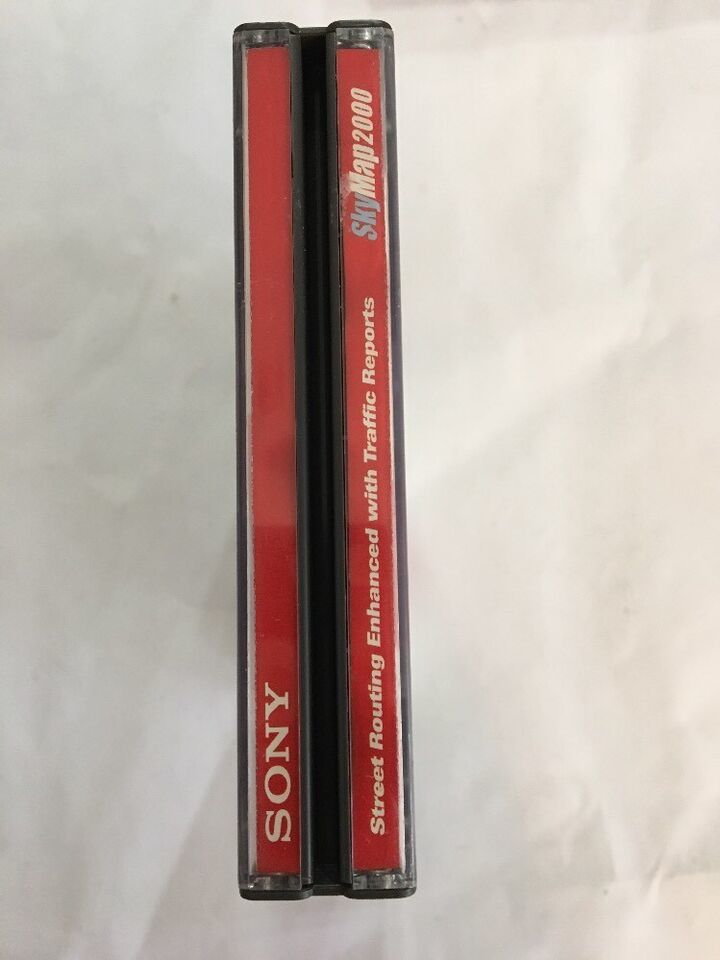 SONY
Street Routing Enhanced with Traffic Reports SkyMap2000